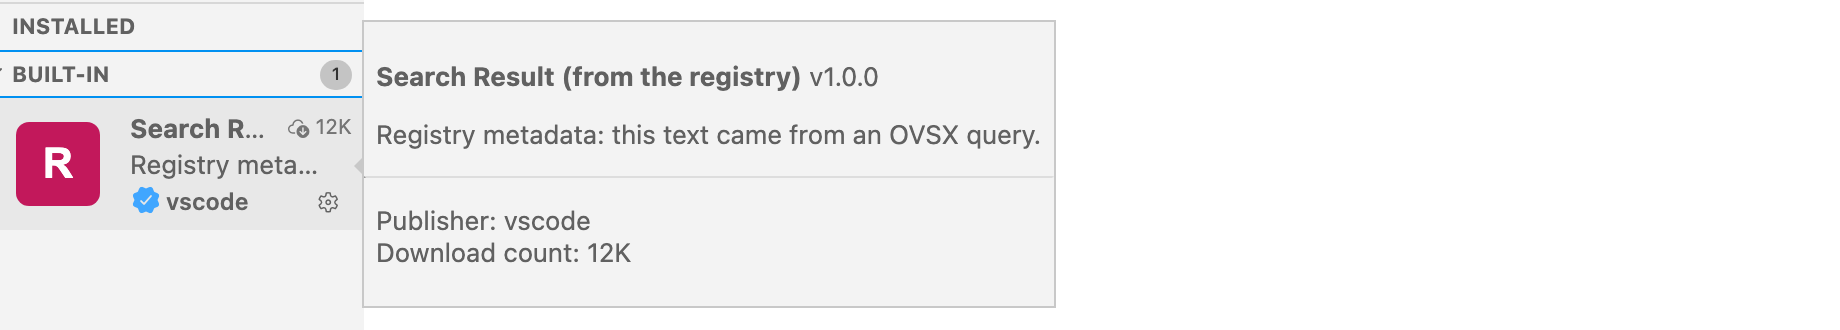 INSTALLED
BUILT-IN 1
Search R... 12K
R
Registry meta...
vscode
Search Result (from the registry) v1.0.0
Registry metadata: this text came from an OVSX query.
Publisher: vscode
Download count: 12K